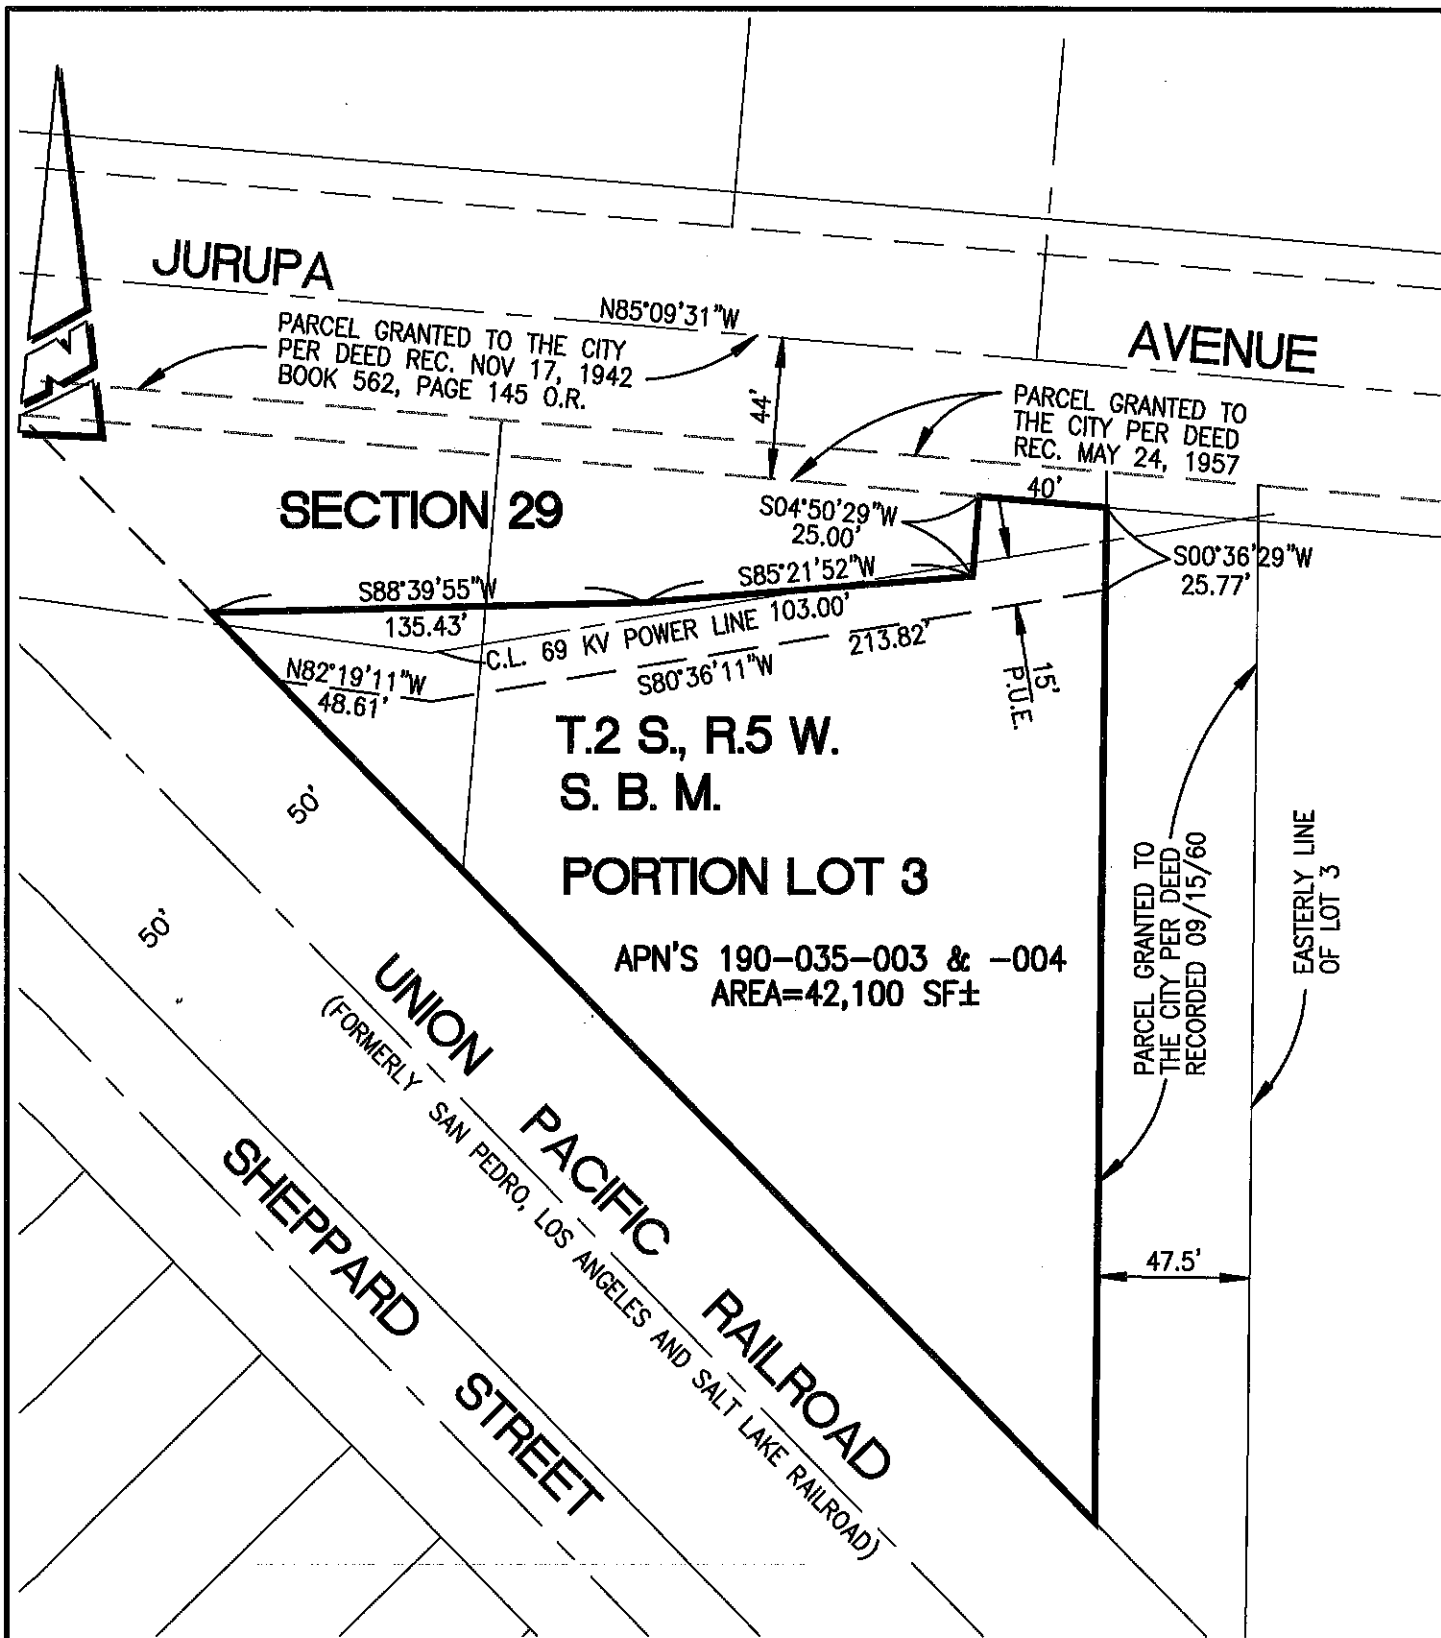 JURUPA
N85°09'31"W
AVENUE
PARCEL GRANTED TO THE CITY
PER DEED REC. NOV 17, 1942
BOOK 562, PAGE 145 O.R.
44'
PARCEL GRANTED TO
THE CITY PER DEED
REC. MAY 24, 1957
40'
SECTION 29
S04°50'29"W
25.00'
S00°36'29"W
25.77'
S88°39'55"W
135.43'
S85°21'52"W
103.00'
C.L. 69 KV POWER LINE
213.82'
S80°36'11"W
N82°19'11"W
48.61'
15'
P.U.E.
T.2 S., R.5 W.
S. B. M.
50'
50'
PORTION LOT 3
APN'S 190-035-003 & -004
AREA=42,100 SF±
PARCEL GRANTED TO
THE CITY PER DEED
RECORDED 09/15/60
EASTERLY LINE
OF LOT 3
47.5'
UNION PACIFIC RAILROAD
(FORMERLY SAN PEDRO, LOS ANGELES AND SALT LAKE RAILROAD)
SHEPPARD STREET